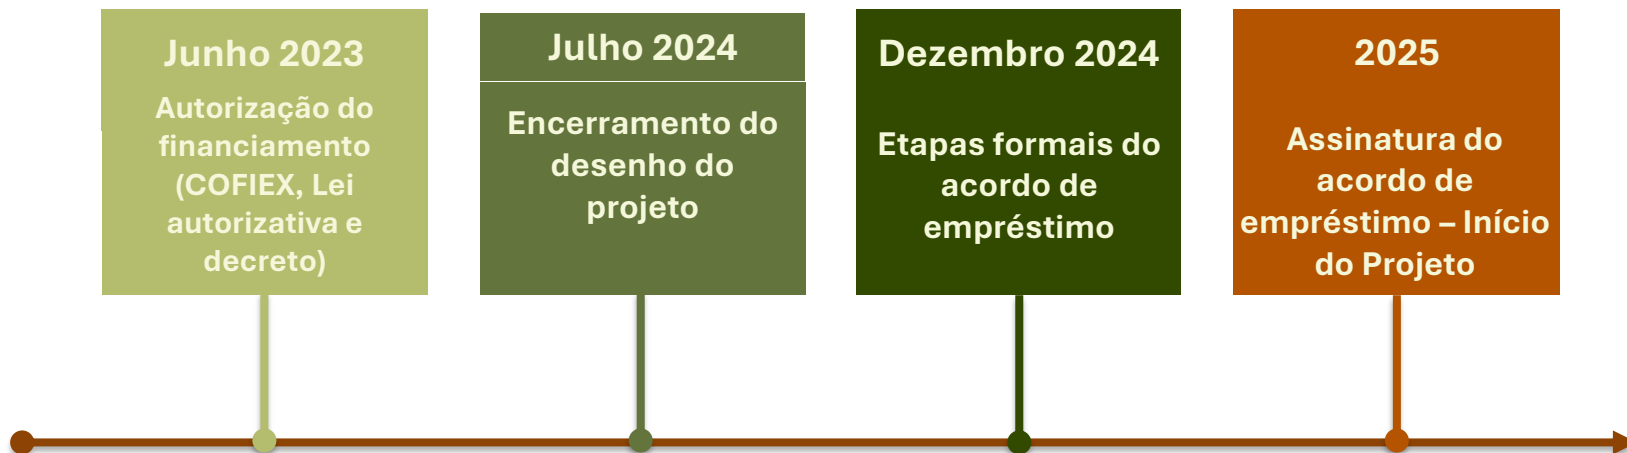 Junho 2023
Autorização do
financiamento
(COFIEX, Lei
autorizativa e
decreto)
Julho 2024
Encerramento do
desenho do
projeto
Dezembro 2024
Etapas formais do
acordo de
empréstimo
2025
Assinatura do
acordo de
empréstimo – Início
do Projeto